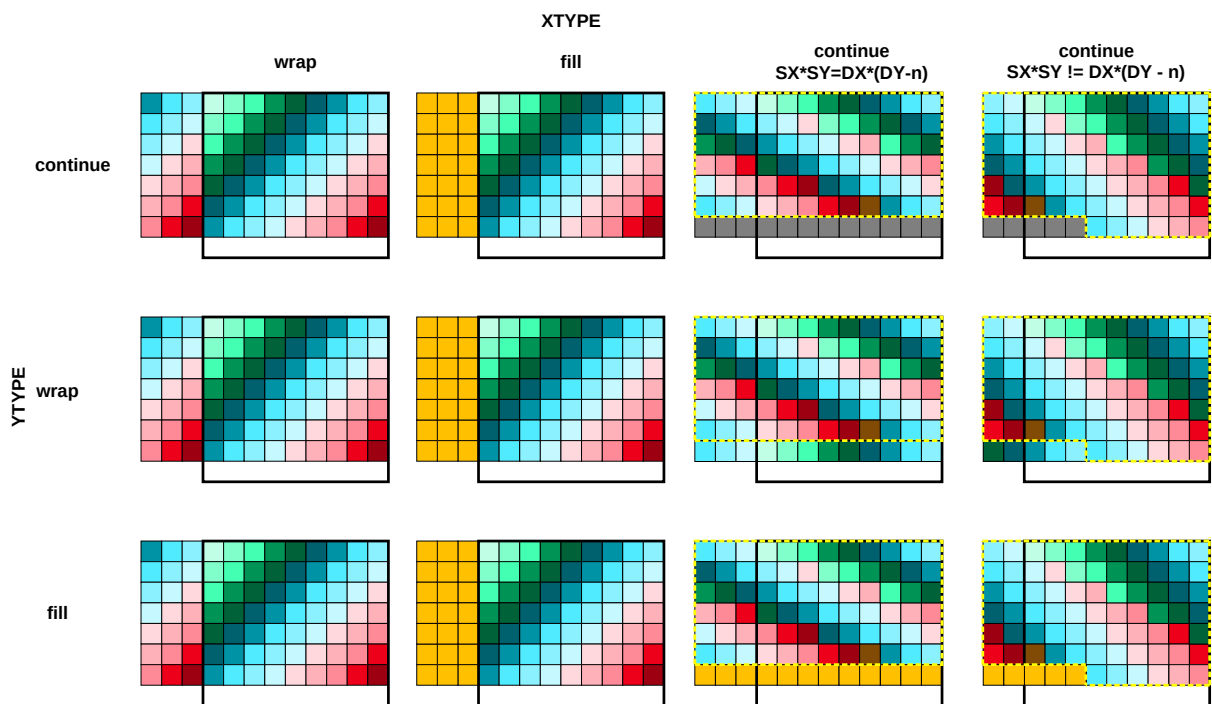 XTYPE
wrap
fill
continue
SX*SY=DX*(DY-n)
continue
SX*SY != DX*(DY - n)
continue
YTYPE
wrap
fill